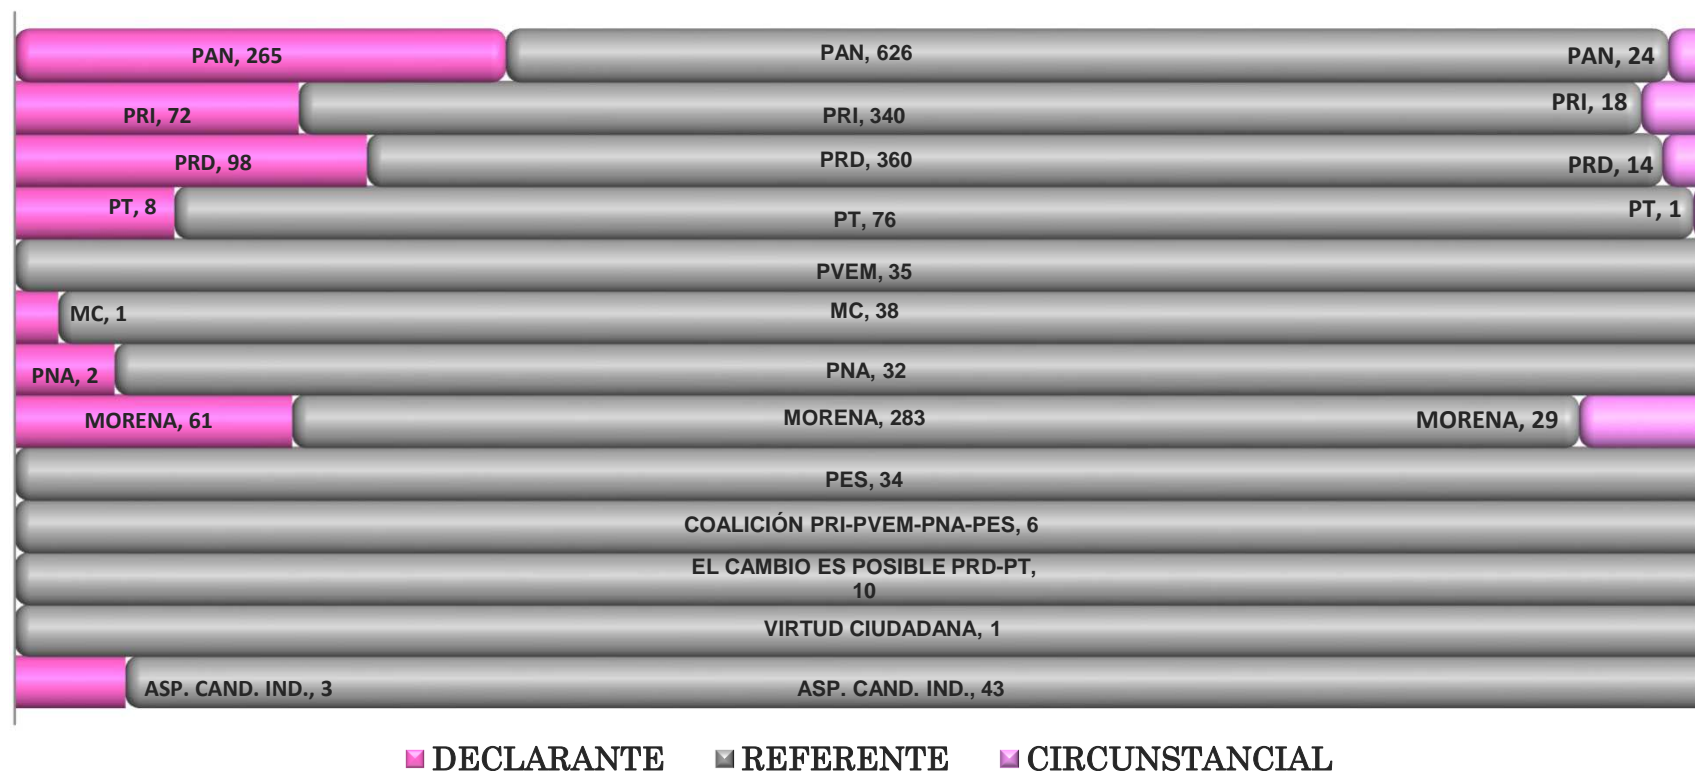 PAN, 265 PAN, 626 PAN, 24
PRI, 72 PRI, 340 PRI, 18
PRD, 98 PRD, 360 PRD, 14
PT, 8 PT, 76 PT, 1
PVEM, 35
MC, 1 MC, 38
PNA, 2 PNA, 32
MORENA, 61 MORENA, 283 MORENA, 29
PES, 34
COALICIÓN PRI-PVEM-PNA-PES, 6
EL CAMBIO ES POSIBLE PRD-PT,
10
VIRTUD CIUDADANA, 1
ASP. CAND. IND., 3 ASP. CAND. IND., 43
DECLARANTE REFERENTE CIRCUNSTANCIAL